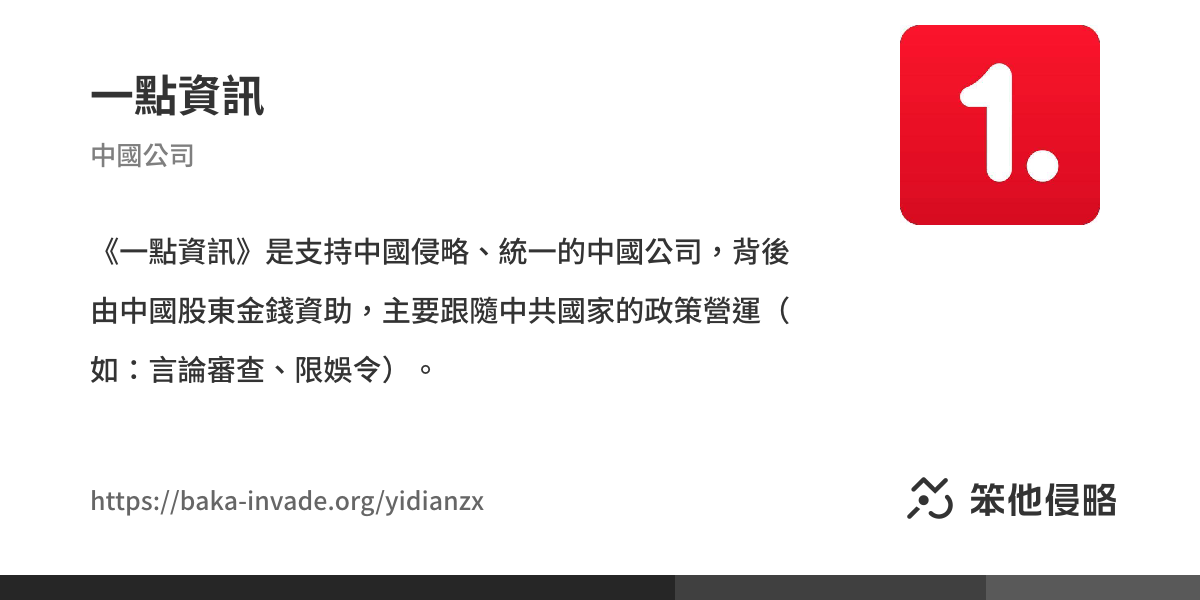 一點資訊
中國公司
1.
《一點資訊》是支持中國侵略、統一的中國公司，背後
由中國股東金錢資助，主要跟隨中共國家的政策營運（
如：言論審查、限娛令）。
https://baka-invade.org/yidianzx
笨他侵略